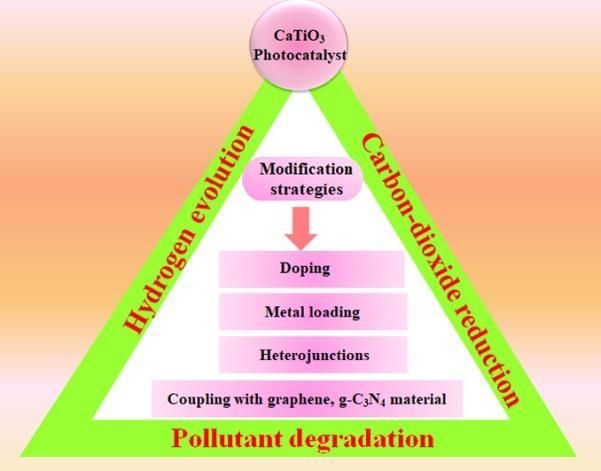 CaTiO₃
Photocatalyst
Hydrogen evolution
Carbon-dioxide reduction
Modification
strategies
Doping
Metal loading
Heterojunctions
Coupling with graphene, g-C₃N₄ material
Pollutant degradation